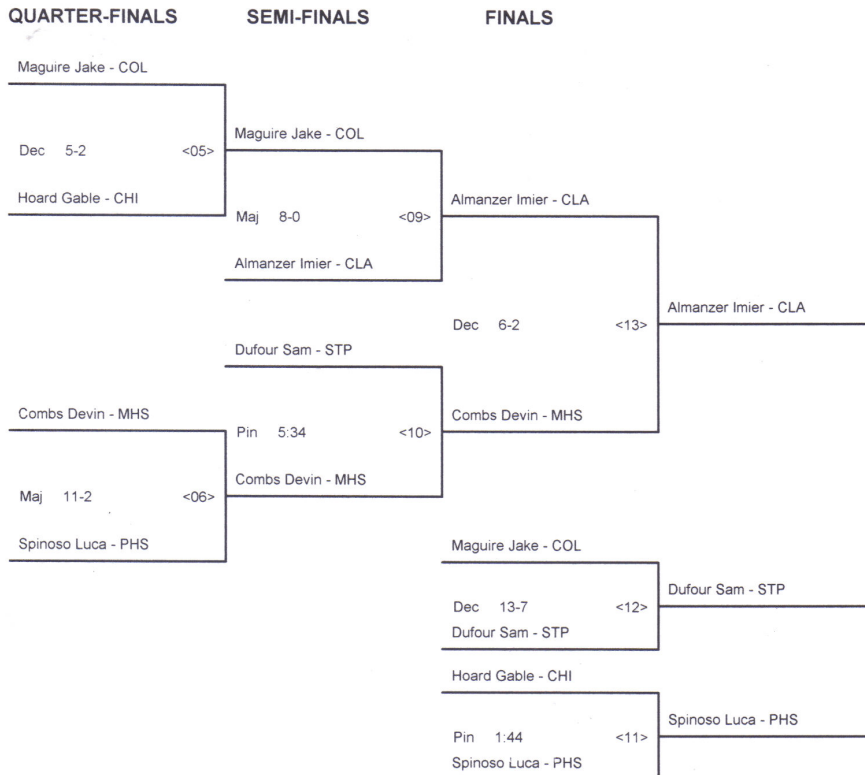 QUARTER-FINALS SEMI-FINALS FINALS
Maguire Jake - COL
Maguire Jake - COL
Dec 5-2 <05>
Hoard Gable - CHI
Almanzer Imier - CLA
Maj 8-0 <09>
Almanzer Imier - CLA
Almanzer Imier - CLA
Dec 6-2 <13>
Dufour Sam - STP
Combs Devin - MHS
Combs Devin - MHS
Pin 5:34 <10>
Combs Devin - MHS
Maj 11-2 <06>
Spinoso Luca - PHS
Maguire Jake - COL
Dufour Sam - STP
Dec 13-7 <12>
Dufour Sam - STP
Hoard Gable - CHI
Spinoso Luca - PHS
Pin 1:44 <11>
Spinoso Luca - PHS